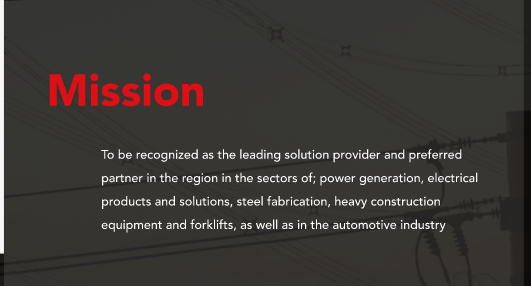 Mission
To be recognized as the leading solution provider and preferred
partner in the region in the sectors of; power generation, electrical
products and solutions, steel fabrication, heavy construction
equipment and forklifts, as well as in the automotive industry